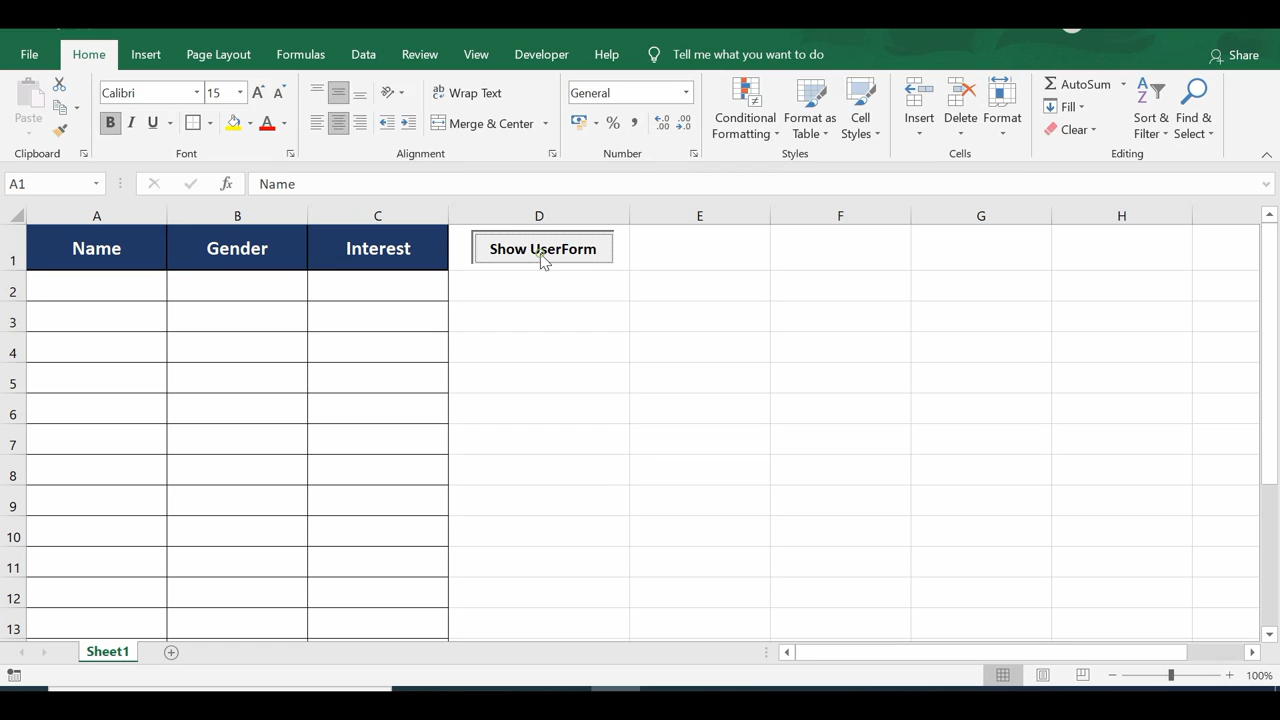 File Home Insert Page Layout Formulas Data Review View Developer Help Tell me what you want to do Share
Paste
Calibri 15
B I U
Wrap Text
Merge & Center
General
Conditional Formatting
Format as Table
Cell Styles
Insert
Delete
Format
AutoSum
Fill
Clear
Sort & Filter
Find & Select
Clipboard Font Alignment Number Styles Cells Editing
A1 fx Name
A B C D E F G H
1 Name Gender Interest Show UserForm
2
3
4
5
6
7
8
9
10
11
12
13
Sheet1
100%